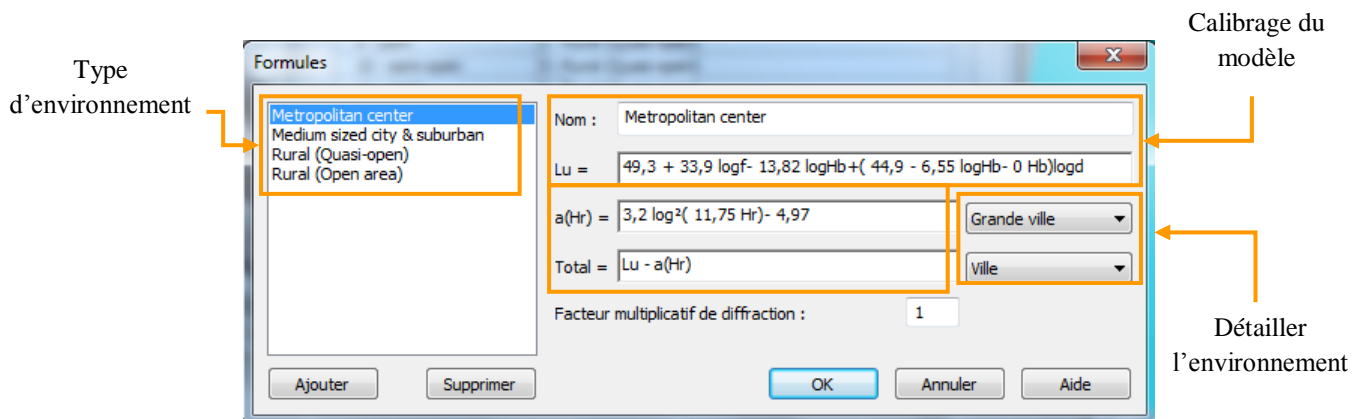 Calibrage du
modèle
Type
d'environnement
Formules
Metropolitan center
Medium sized city & suburban
Rural (Quasi-open)
Rural (Open area)
Nom : Metropolitan center
Lu = 49,3 + 33,9 logf- 13,82 logHb+( 44,9 - 6,55 logHb- 0 Hb)logd
a(Hr) = 3,2 log²( 11,75 Hr)- 4,97 Grande ville
Total = Lu - a(Hr) Ville
Facteur multiplicatif de diffraction : 1
Détailler
l'environnement
Ajouter Supprimer OK Annuler Aide